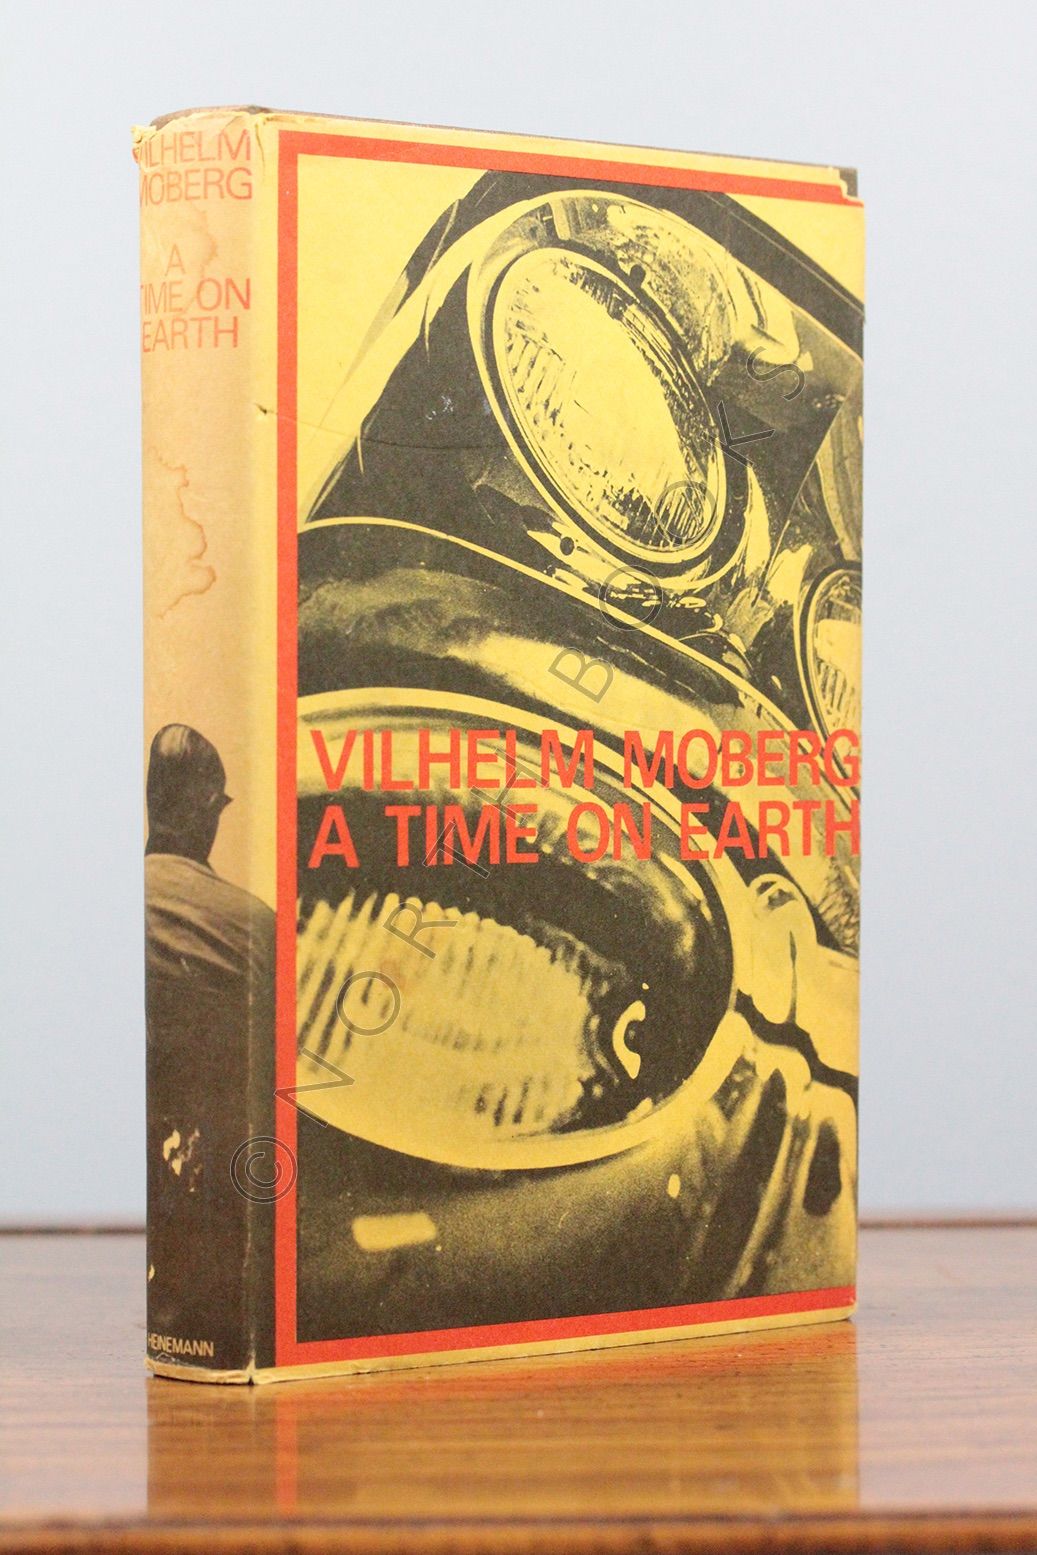 VILHELM
MOBERG
A
TIME ON
EARTH
HEINEMANN
VILHELM MOBERG
A TIME ON EARTH
© NORTH BOOKS